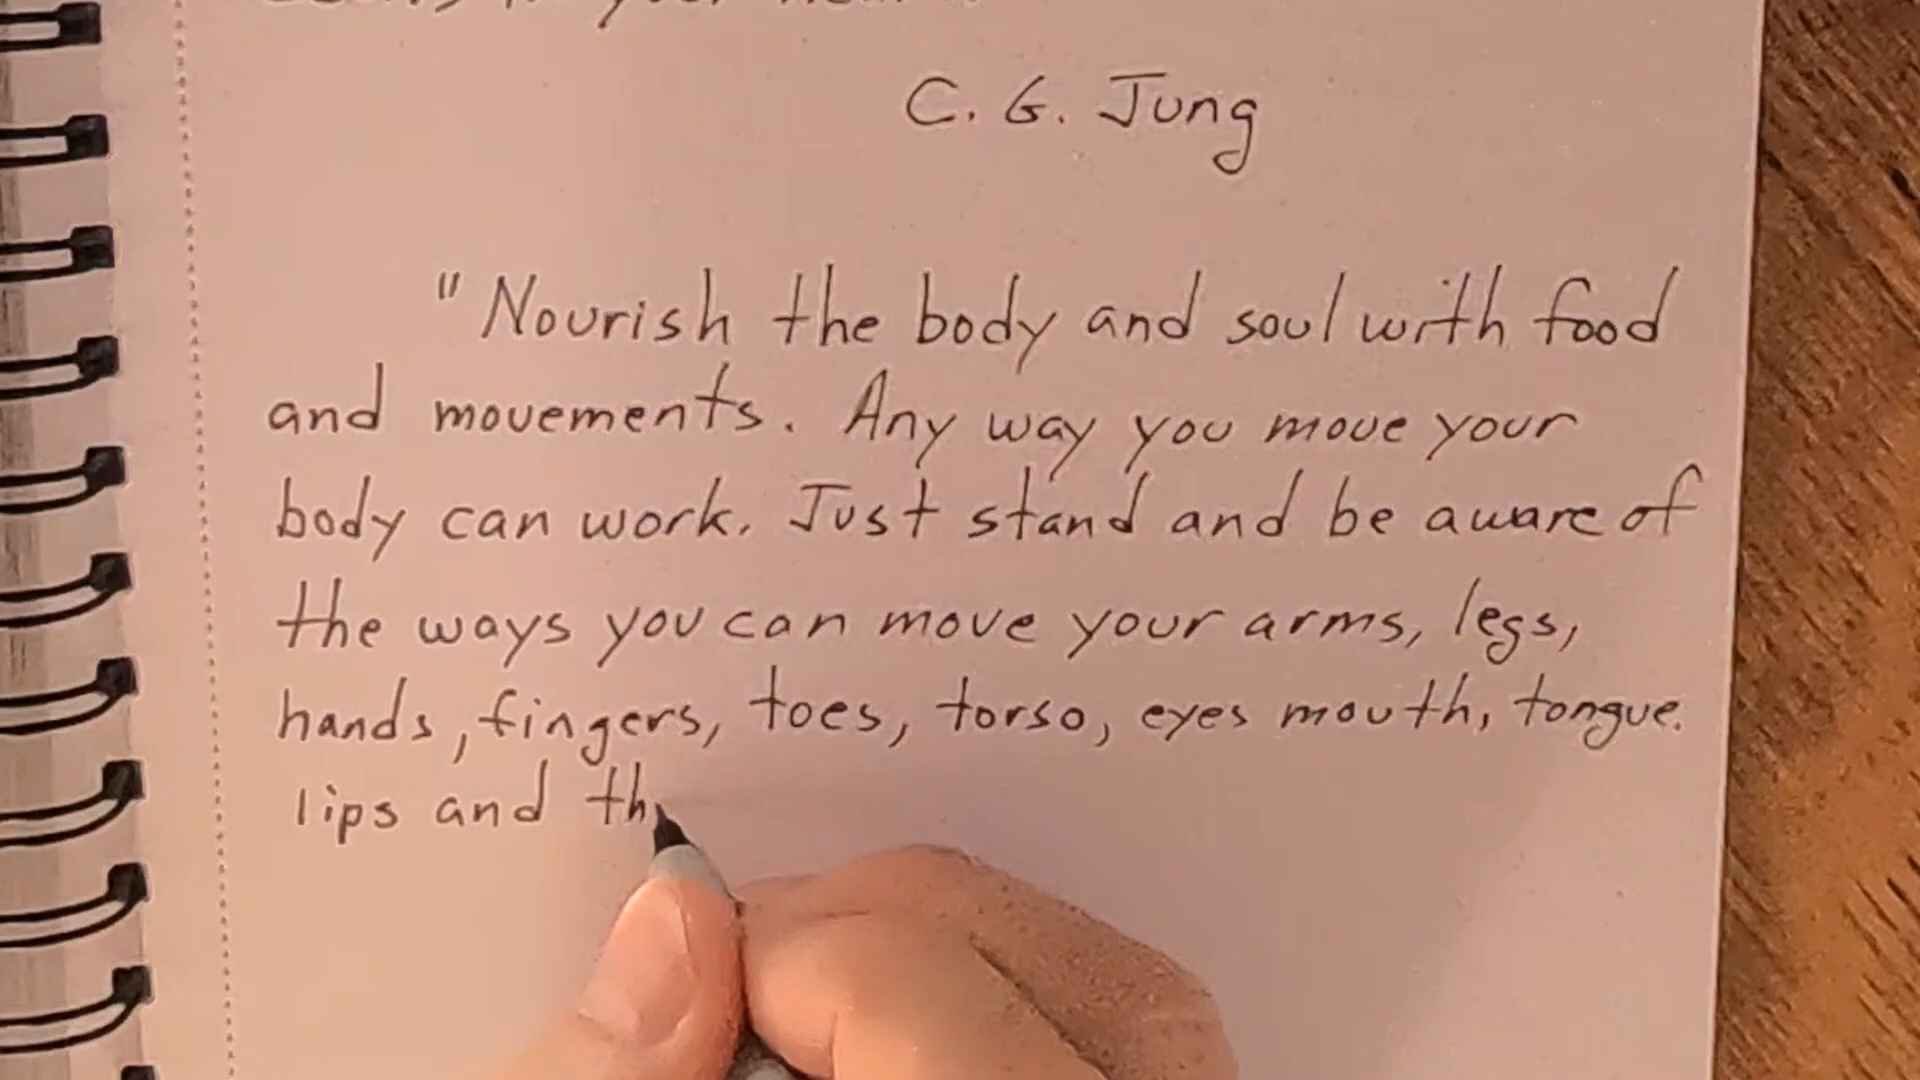 your
C. G. Jung
"Nourish the body and soul with food
and movements. Any way you move your
body can work. Just stand and be aware of
the ways you can move your arms, legs,
hands, fingers, toes, torso, eyes mouth, tongue.
lips and th